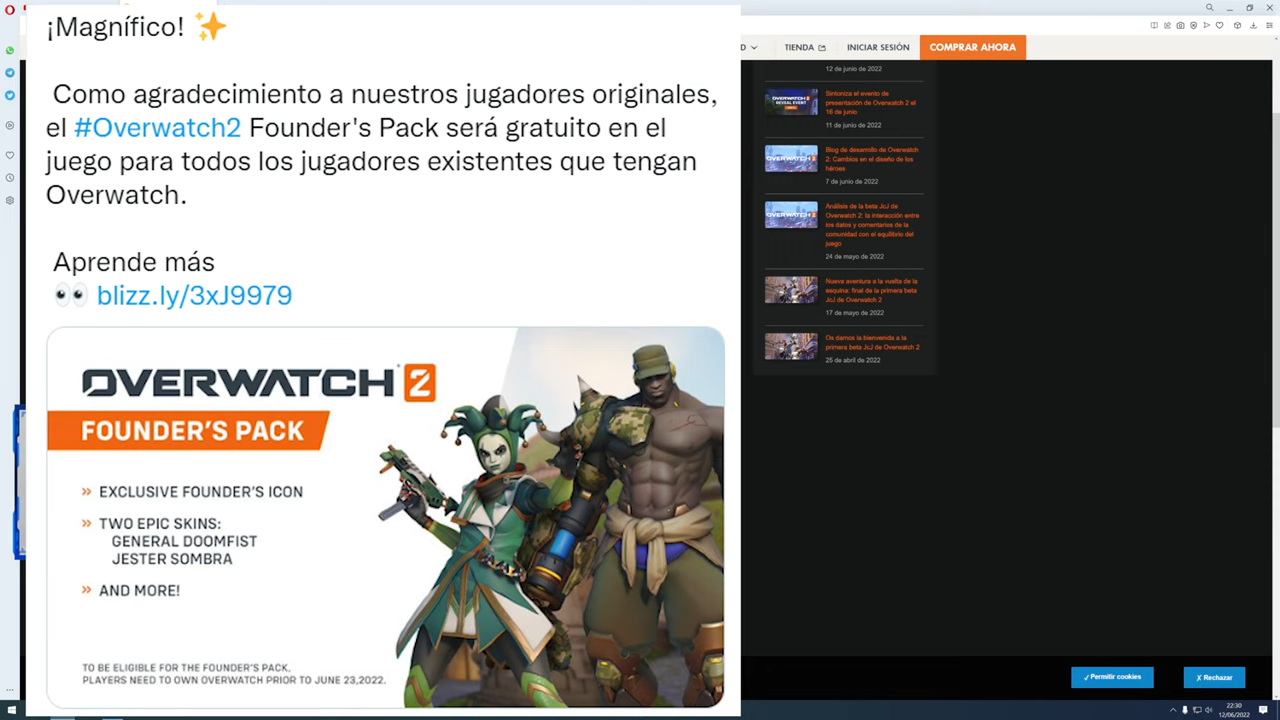 ¡Magnífico! ✨
Como agradecimiento a nuestros jugadores originales,
el #Overwatch2 Founder's Pack será gratuito en el
juego para todos los jugadores existentes que tengan
Overwatch.
Aprende más
👀 blizz.ly/3xJ9979
OVERWATCH 2
FOUNDER'S PACK
» EXCLUSIVE FOUNDER'S ICON
» TWO EPIC SKINS:
GENERAL DOOMFIST
JESTER SOMBRA
» AND MORE!
TO BE ELIGIBLE FOR THE FOUNDER'S PACK,
PLAYERS NEED TO OWN OVERWATCH PRIOR TO JUNE 23,2022.
D
TIENDA
INICIAR SESIÓN
COMPRAR AHORA
12 de junio de 2022
Sintoniza el evento de
presentación de Overwatch 2 el
16 de junio
11 de junio de 2022
Blog de desarrollo de Overwatch
2: Cambios en el diseño de los
héroes
7 de junio de 2022
Análisis de la beta JcJ de
Overwatch 2: la interacción entre
los datos y comentarios de la
comunidad con el equilibrio del
juego
24 de mayo de 2022
Nueva aventura a la vuelta de la
esquina: final de la primera beta
JcJ de Overwatch 2
17 de mayo de 2022
Os damos la bienvenida a la
primera beta JcJ de Overwatch 2
25 de abril de 2022
✓ Permitir cookies
✗ Rechazar
22:30
12/06/2022